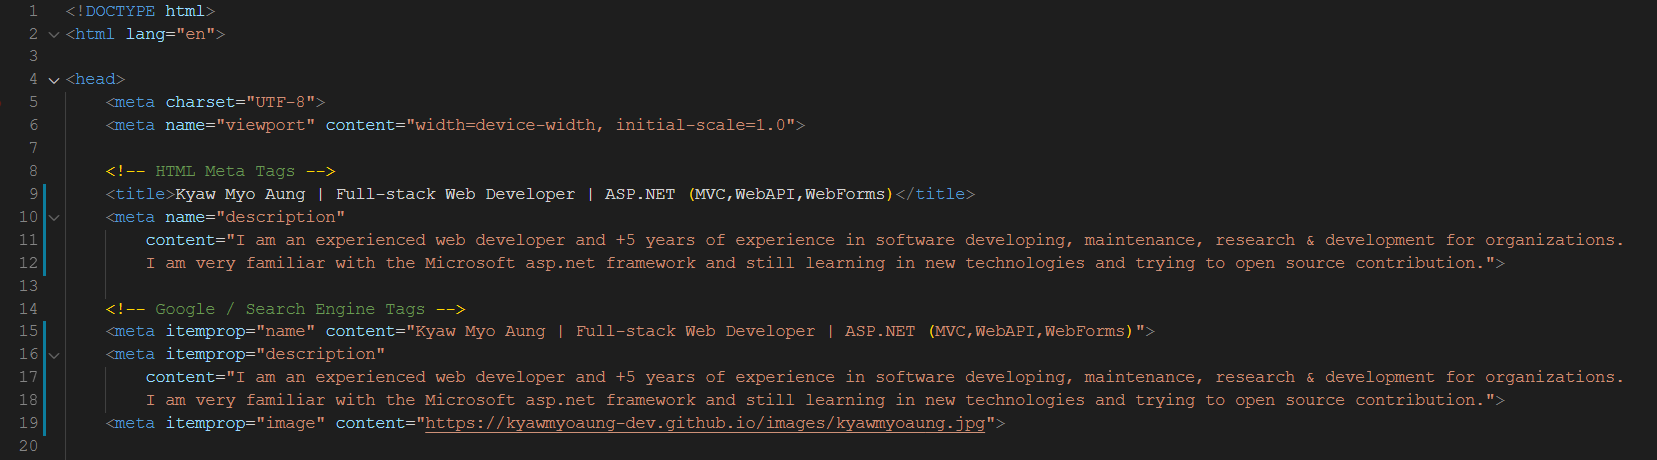 1 <!DOCTYPE html>
2 <html lang="en">
3
4 <head>
5 <meta charset="UTF-8">
6 <meta name="viewport" content="width=device-width, initial-scale=1.0">
7
8 <!-- HTML Meta Tags -->
9 <title>Kyaw Myo Aung | Full-stack Web Developer | ASP.NET (MVC,WebAPI,WebForms)</title>
10 <meta name="description"
11 content="I am an experienced web developer and +5 years of experience in software developing, maintenance, research & development for organizations.
12 I am very familiar with the Microsoft asp.net framework and still learning in new technologies and trying to open source contribution.">
13
14 <!-- Google / Search Engine Tags -->
15 <meta itemprop="name" content="Kyaw Myo Aung | Full-stack Web Developer | ASP.NET (MVC,WebAPI,WebForms)">
16 <meta itemprop="description"
17 content="I am an experienced web developer and +5 years of experience in software developing, maintenance, research & development for organizations.
18 I am very familiar with the Microsoft asp.net framework and still learning in new technologies and trying to open source contribution.">
19 <meta itemprop="image" content="https://kyawmyoaung-dev.github.io/images/kyawmyoaung.jpg">
20